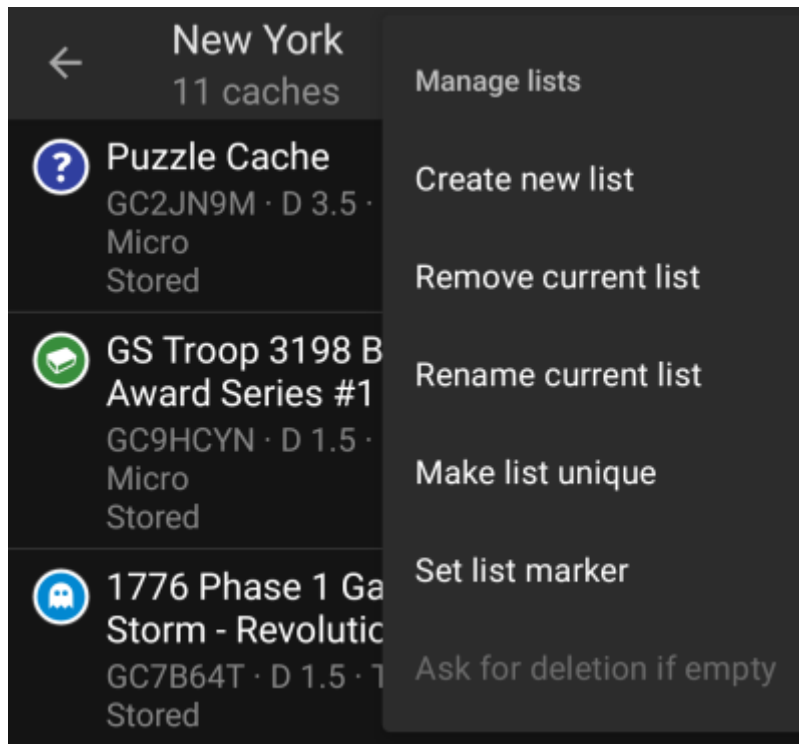 New York
11 caches
Puzzle Cache
GC2JN9M · D 3.5 ·
Micro
Stored
GS Troop 3198 B
Award Series #1
GC9HCYN · D 1.5 ·
Micro
Stored
1776 Phase 1 Ga
Storm - Revolutio
GC7B64T · D 1.5 · T
Stored
Manage lists
Create new list
Remove current list
Rename current list
Make list unique
Set list marker
Ask for deletion if empty